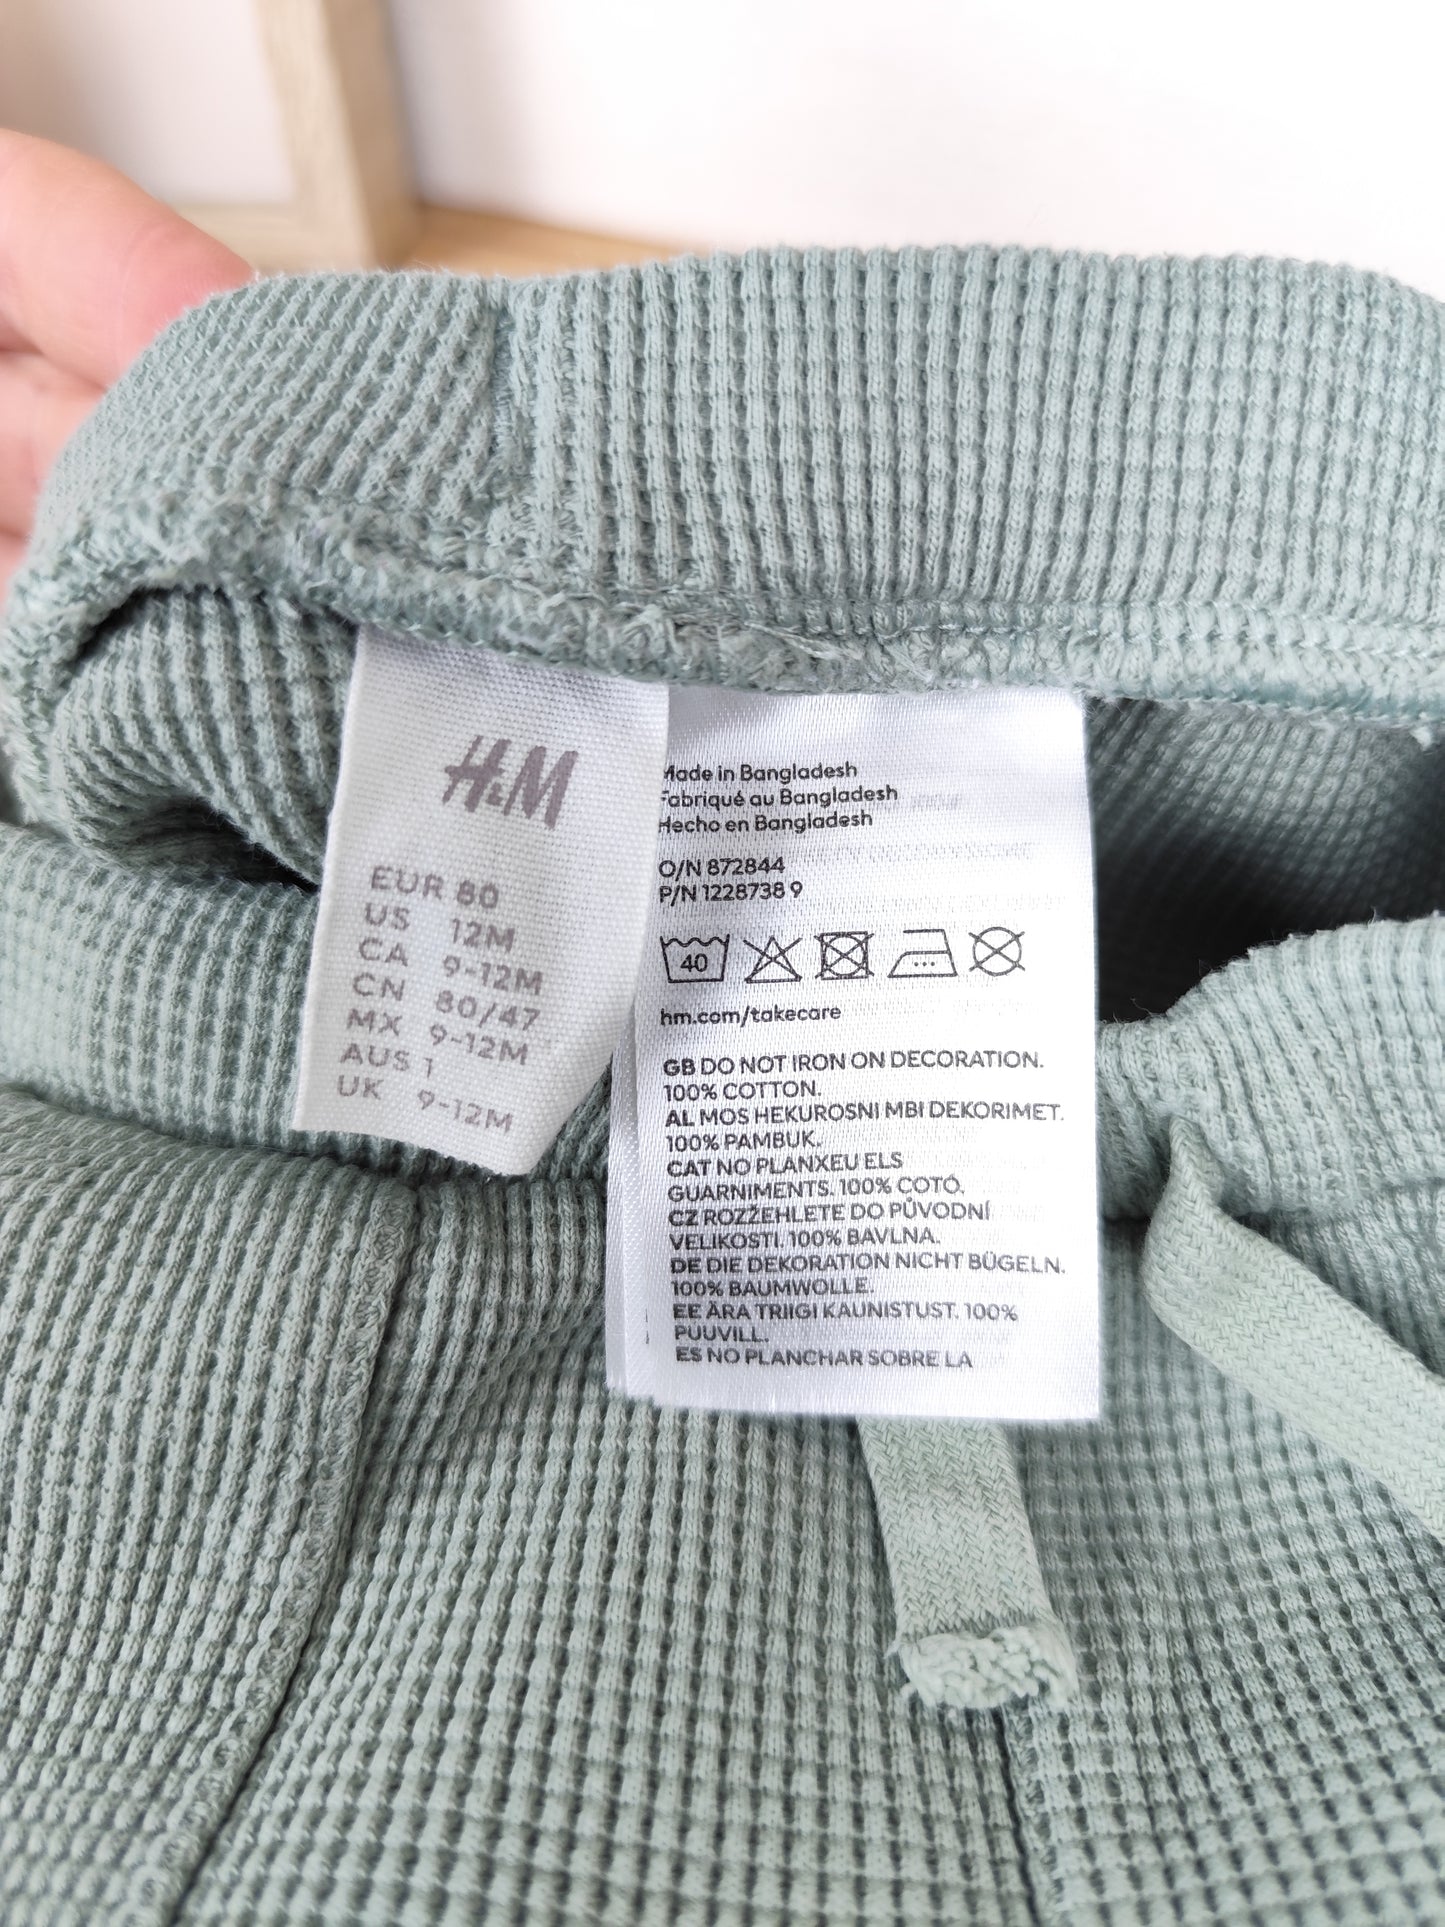 H&M
EUR 80
US 12M
CA 9-12M
CN 80/47
MX 9-12M
AUS 1
UK 9-12M
Made in Bangladesh
Fabriqué au Bangladesh
Hecho en Bangladesh
O/N 872844
P/N 1228738 9
40
hm.com/takecare
GB DO NOT IRON ON DECORATION.
100% COTTON.
AL MOS HEKUROSNI MBI DEKORIMET.
100% PAMBUK.
CAT NO PLANXEU ELS
GUARNIMENTS. 100% COTÓ.
CZ ROZŽEHLETE DO PŮVODNÍ
VELIKOSTI. 100% BAVLNA.
DE DIE DEKORATION NICHT BÜGELN.
100% BAUMWOLLE.
EE ÄRA TRIIGI KAUNISTUST. 100%
PUUVILL.
ES NO PLANCHAR SOBRE LA